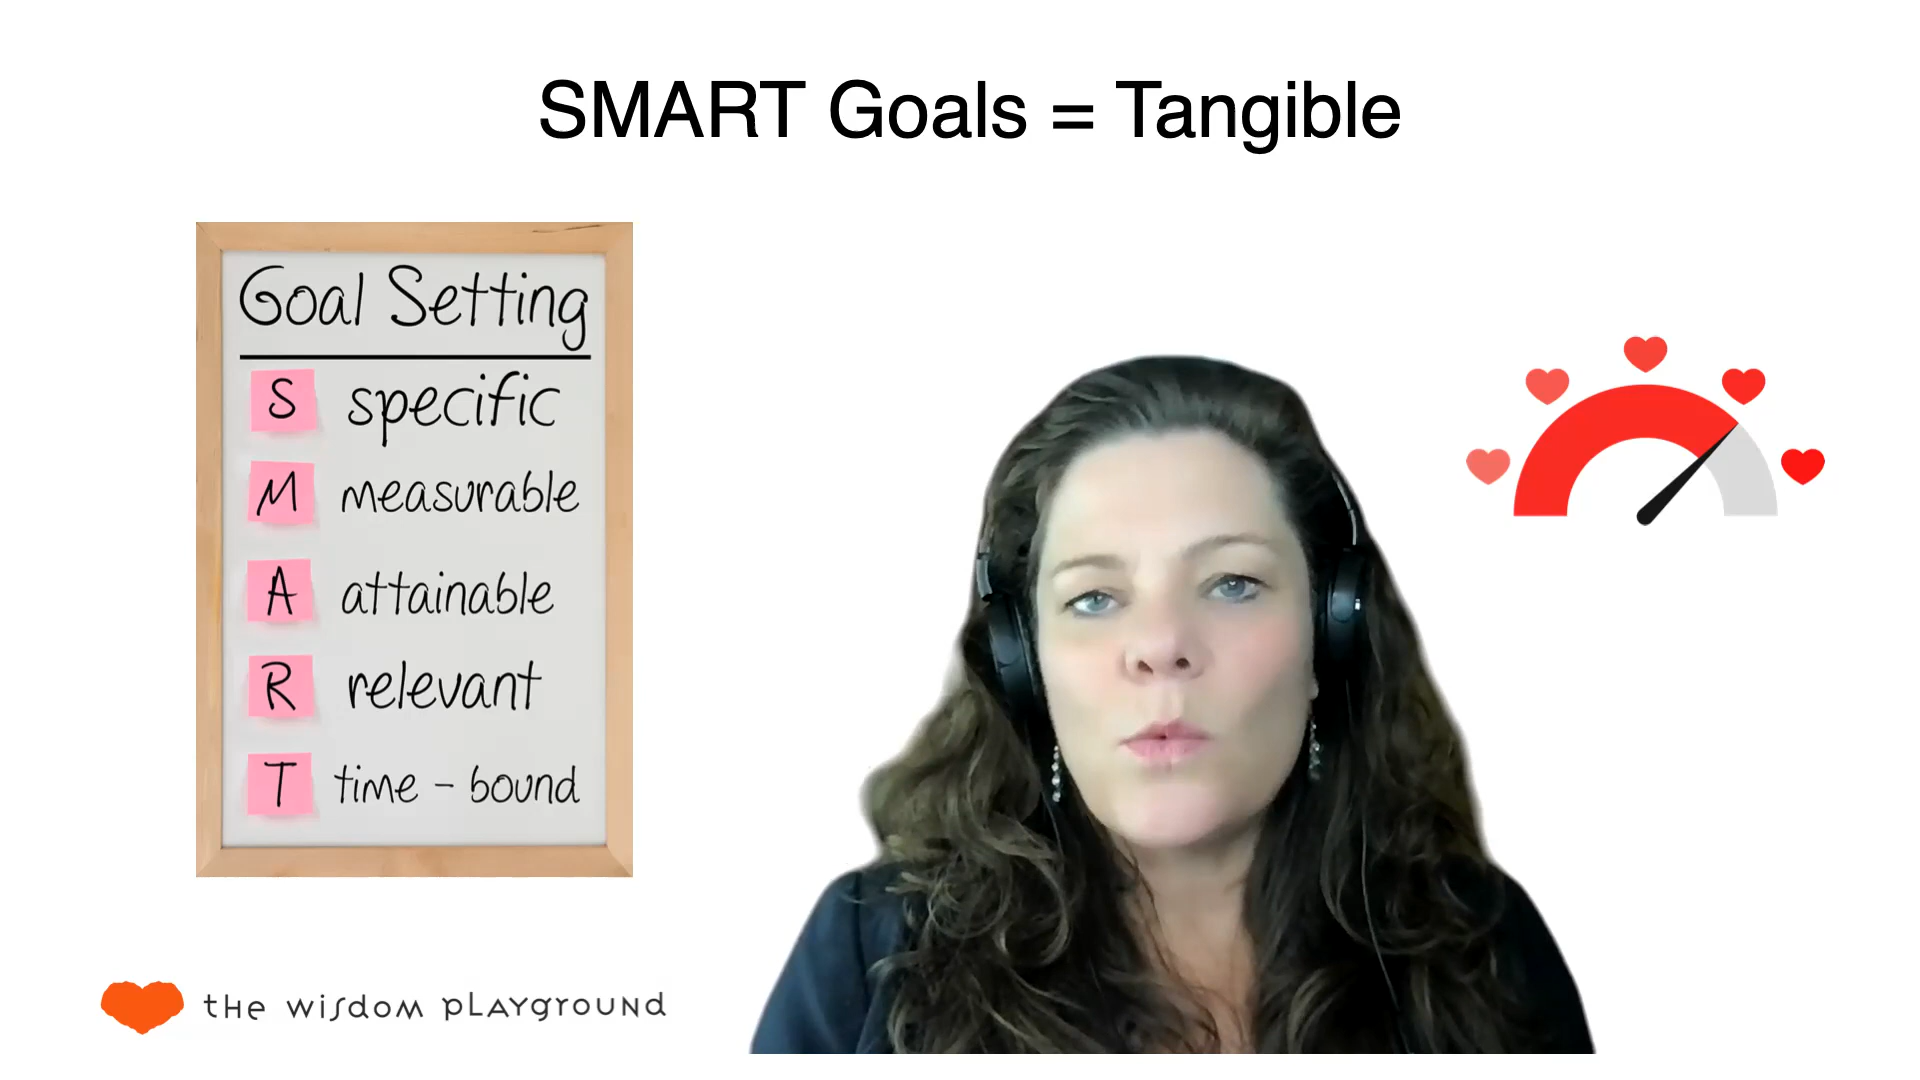 SMART Goals = Tangible
Goal Setting
S specific
M measurable
A attainable
R relevant
T time - bound
the wisdom playground